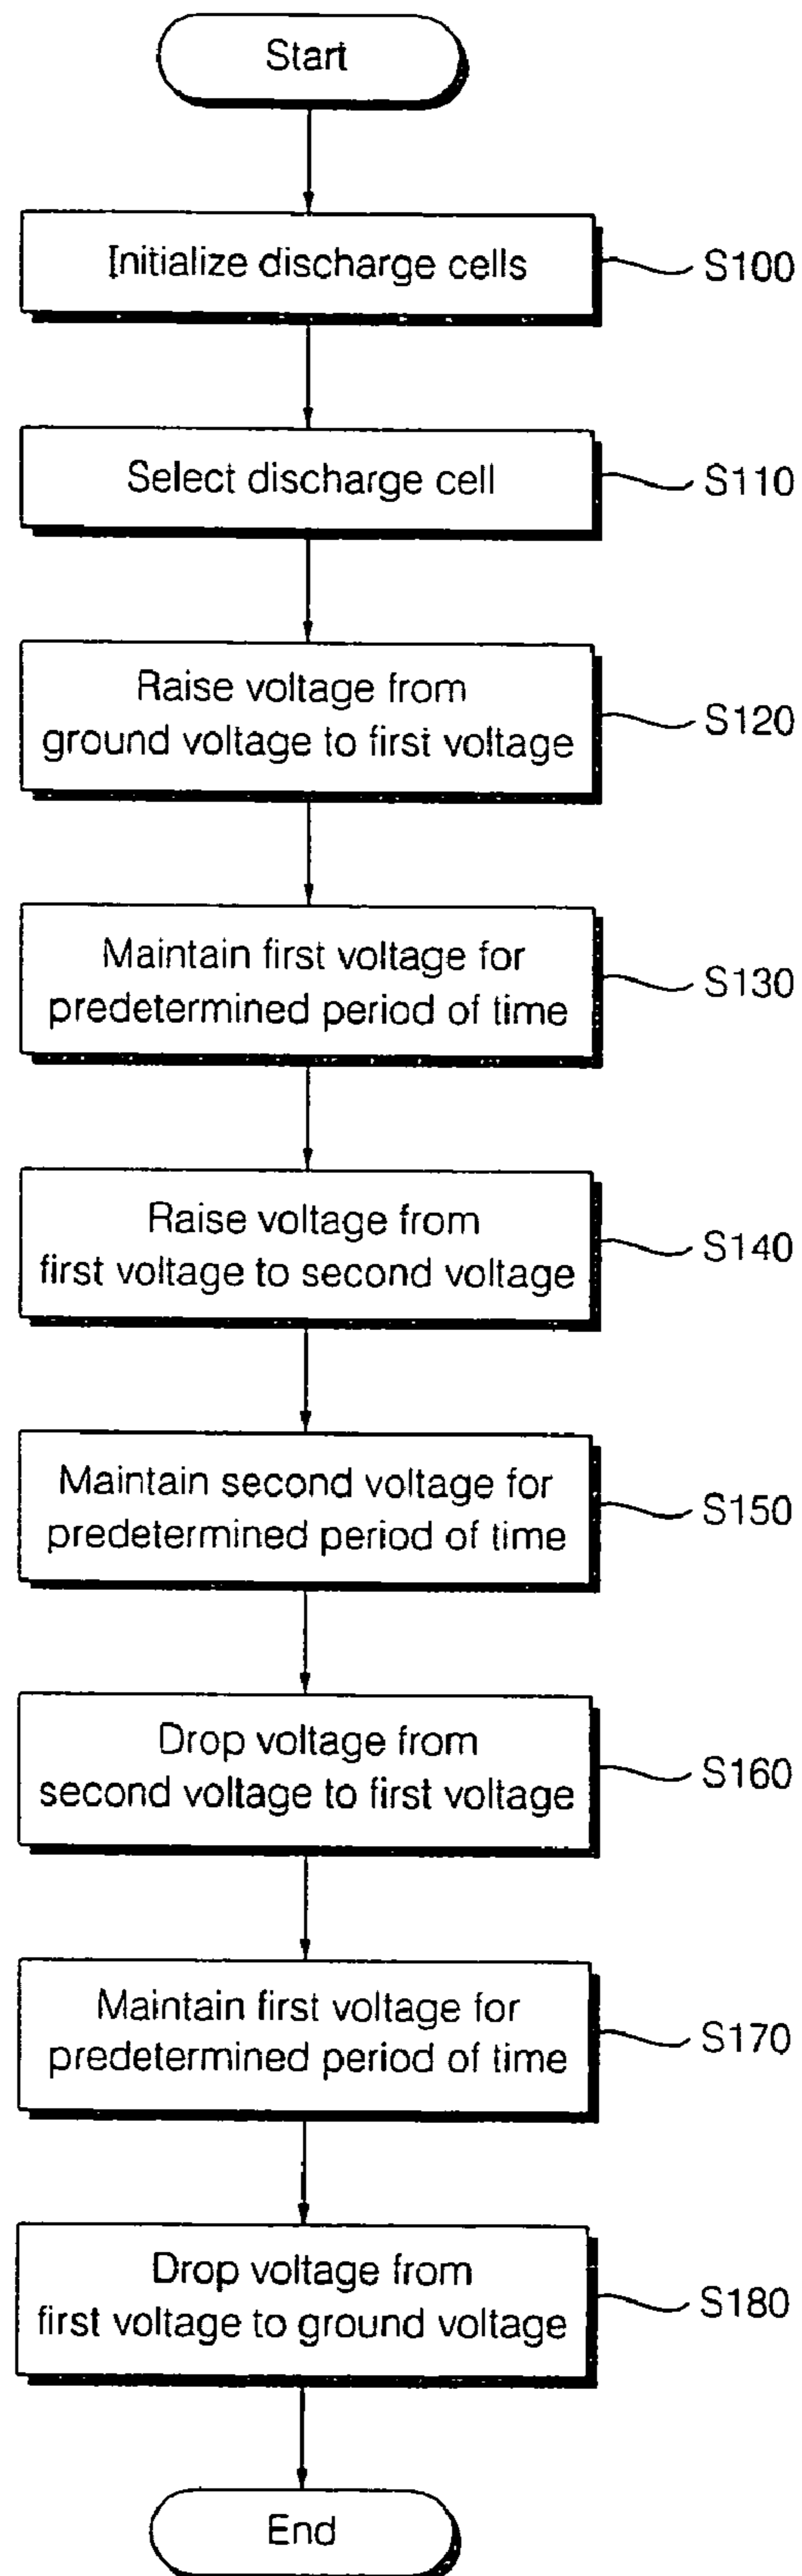 Start
Initialize discharge cells
S100
Select discharge cell
S110
Raise voltage from
ground voltage to first voltage
S120
Maintain first voltage for
predetermined period of time
S130
Raise voltage from
first voltage to second voltage
S140
Maintain second voltage for
predetermined period of time
S150
Drop voltage from
second voltage to first voltage
S160
Maintain first voltage for
predetermined period of time
S170
Drop voltage from
first voltage to ground voltage
S180
End